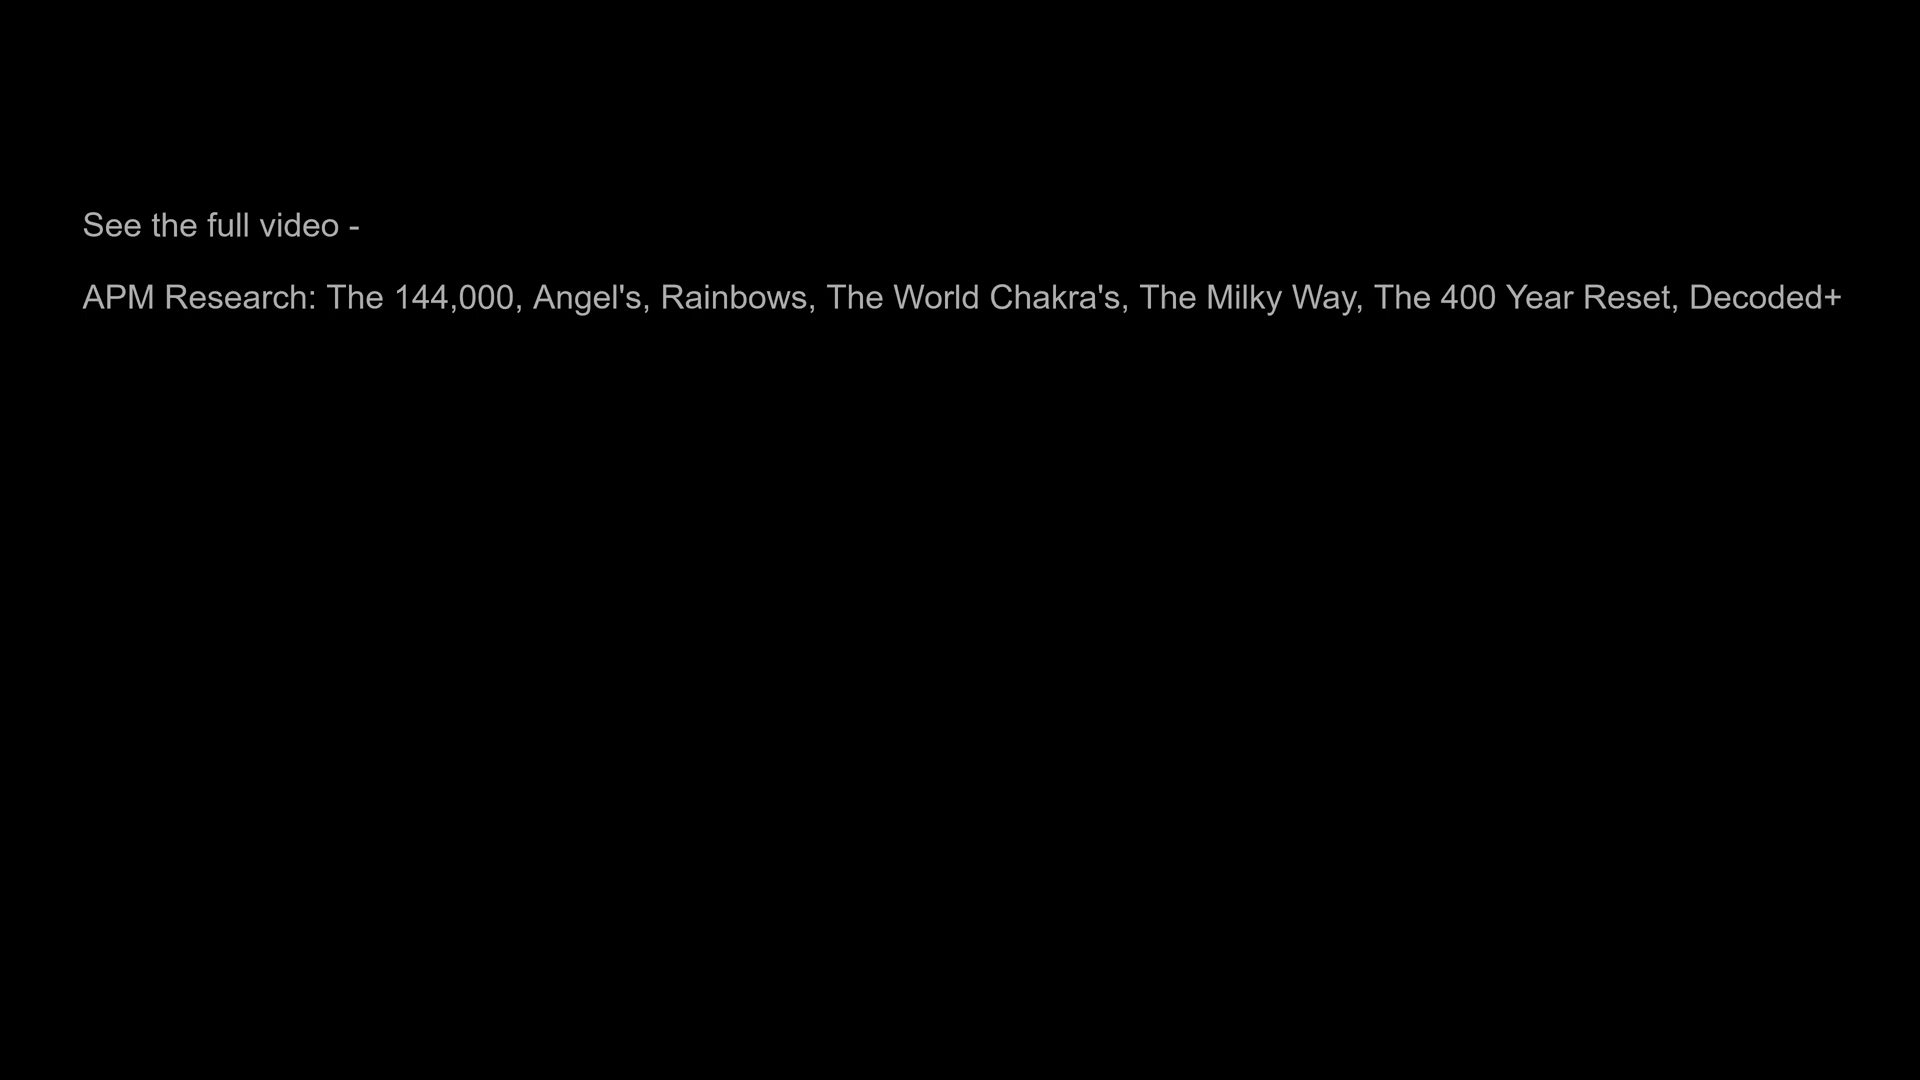 See the full video -
APM Research: The 144,000, Angel's, Rainbows, The World Chakra's, The Milky Way, The 400 Year Reset, Decoded+